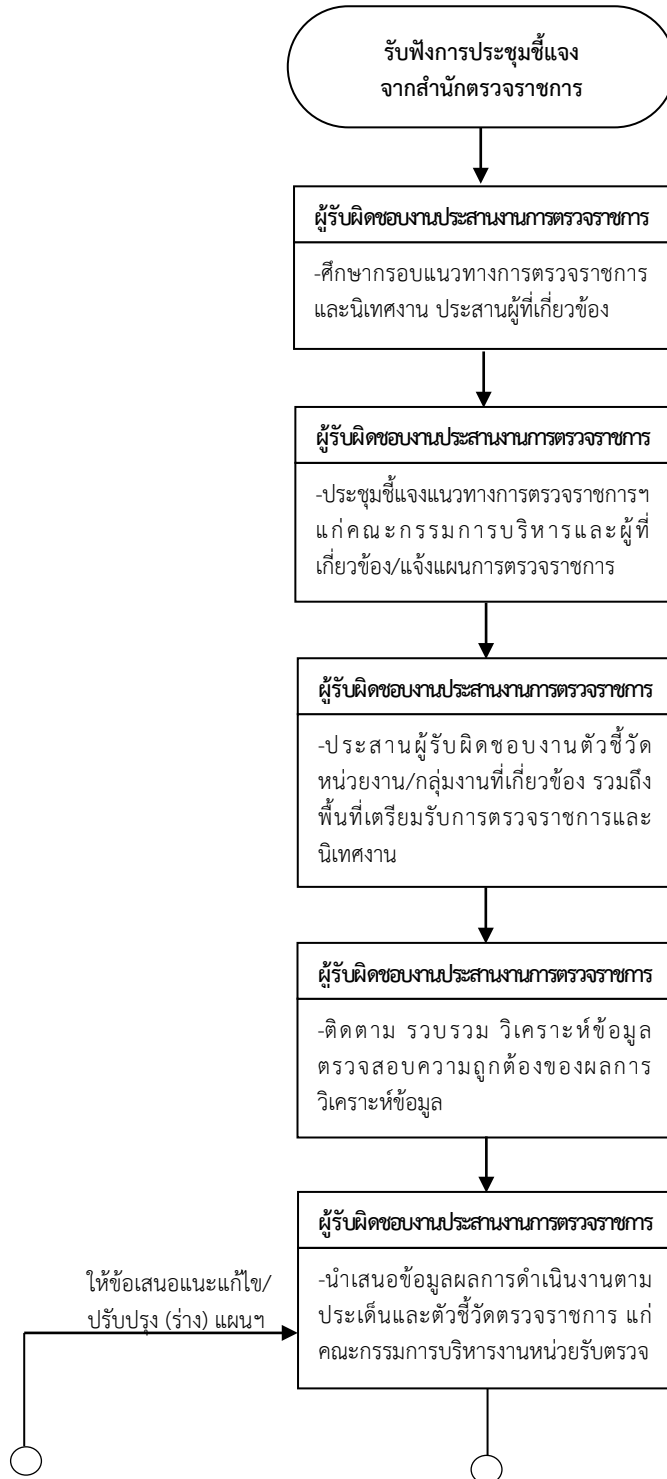 รับฟังการประชุมชี้แจง
จากสำนักตรวจราชการ
ผู้รับผิดชอบงานประสานงานการตรวจราชการ
-ศึกษากรอบแนวทางการตรวจราชการ
และนิเทศงาน ประสานผู้ที่เกี่ยวข้อง
ผู้รับผิดชอบงานประสานงานการตรวจราชการ
-ประชุมชี้แจงแนวทางการตรวจราชการฯ
แก่คณะกรรมการบริหารและผู้ที่
เกี่ยวข้อง/แจ้งแผนการตรวจราชการ
ผู้รับผิดชอบงานประสานงานการตรวจราชการ
-ประสานผู้รับผิดชอบงานตัวชี้วัด
หน่วยงาน/กลุ่มงานที่เกี่ยวข้อง รวมถึง
พื้นที่เตรียมรับการตรวจราชการและ
นิเทศงาน
ผู้รับผิดชอบงานประสานงานการตรวจราชการ
-ติดตาม รวบรวม วิเคราะห์ข้อมูล
ตรวจสอบความถูกต้องของผลการ
วิเคราะห์ข้อมูล
ผู้รับผิดชอบงานประสานงานการตรวจราชการ
-นำเสนอข้อมูลผลการดำเนินงานตาม
ประเด็นและตัวชี้วัดตรวจราชการ แก่
คณะกรรมการบริหารงานหน่วยรับตรวจ
ให้ข้อเสนอแนะแก้ไข/
ปรับปรุง (ร่าง) แผนฯ